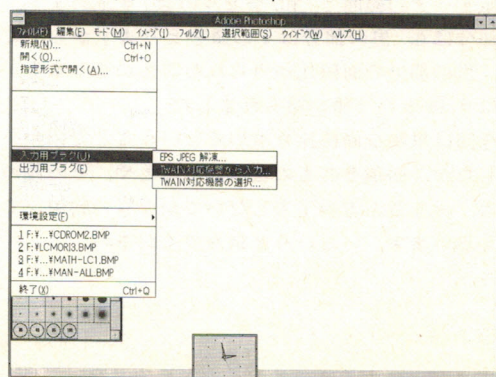 Adobe Photoshop
ファイル(F) 編集(E) モード(M) イメージ(I) フィルタ(L) 選択範囲(S) ウィンドウ(W) ヘルプ(H)
新規(N)... Ctrl+N
開く(O)... Ctrl+O
指定形式で開く(A)...
入力用プラグ(U)
EPS JPEG 解凍...
出力用プラグ(E)
TWAIN対応機器から入力...
TWAIN対応機器の選択...
環境設定(F)
1 F:¥...¥CDROM2.BMP
2 F:¥LCMORI3.BMP
3 F:¥...¥MATH-LC1.BMP
4 F:¥...¥MAN-ALL.BMP
終了(X) Ctrl+Q